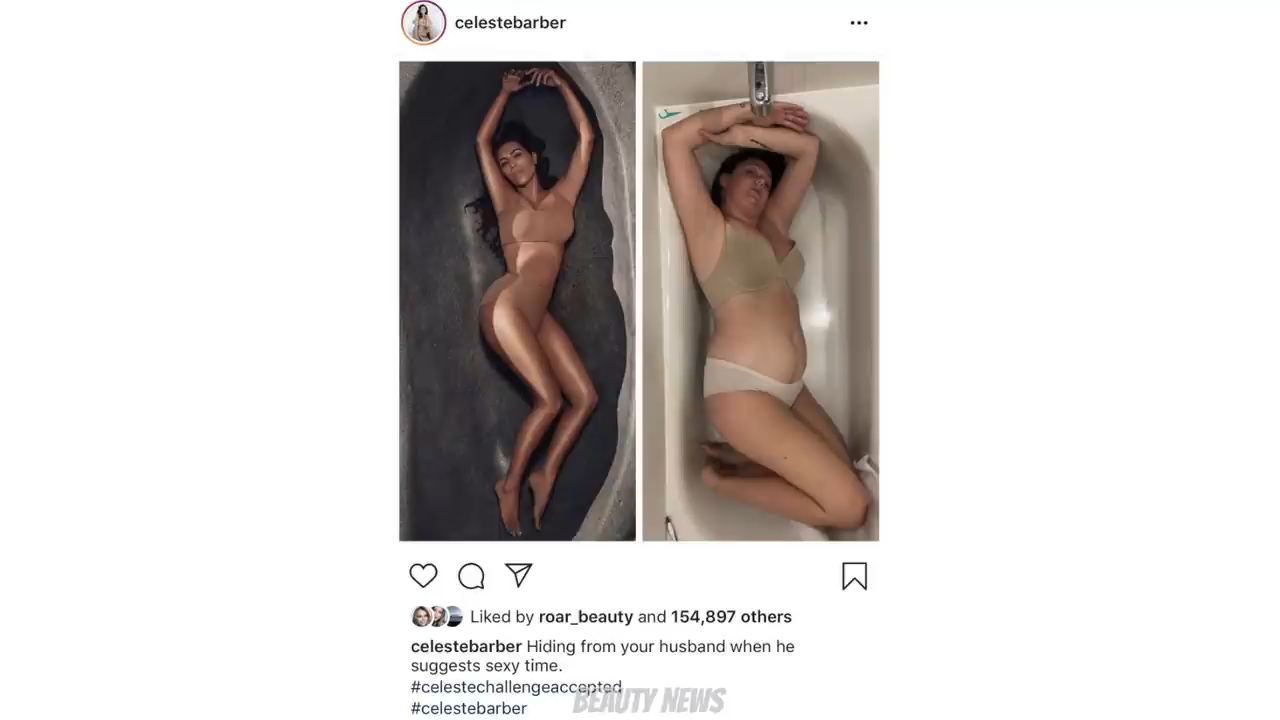 celestebarber
Liked by roar_beauty and 154,897 others
celestebarber Hiding from your husband when he
suggests sexy time.
#celestechallengeaccepted
#celestebarber
BEAUTY NEWS